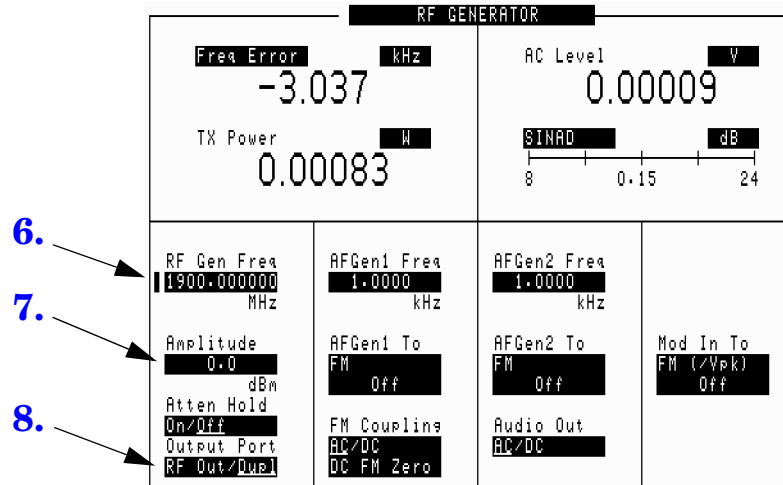 RF GENERATOR
Freq Error kHz
-3.037
AC Level V
0.00009
TX Power W
0.00083
SINAD dB
8 0.15 24
6.
RF Gen Freq
1900.000000
MHz
7.
Amplitude
0.0
dBm
Atten Hold
On/Off
8.
Output Port
RF Out/Dupl
AFGen1 Freq
1.0000
kHz
AFGen1 To
FM
Off
FM Coupling
AC/DC
DC FM Zero
AFGen2 Freq
1.0000
kHz
AFGen2 To
FM
Off
Audio Out
AC/DC
Mod In To
FM (/Vpk)
Off